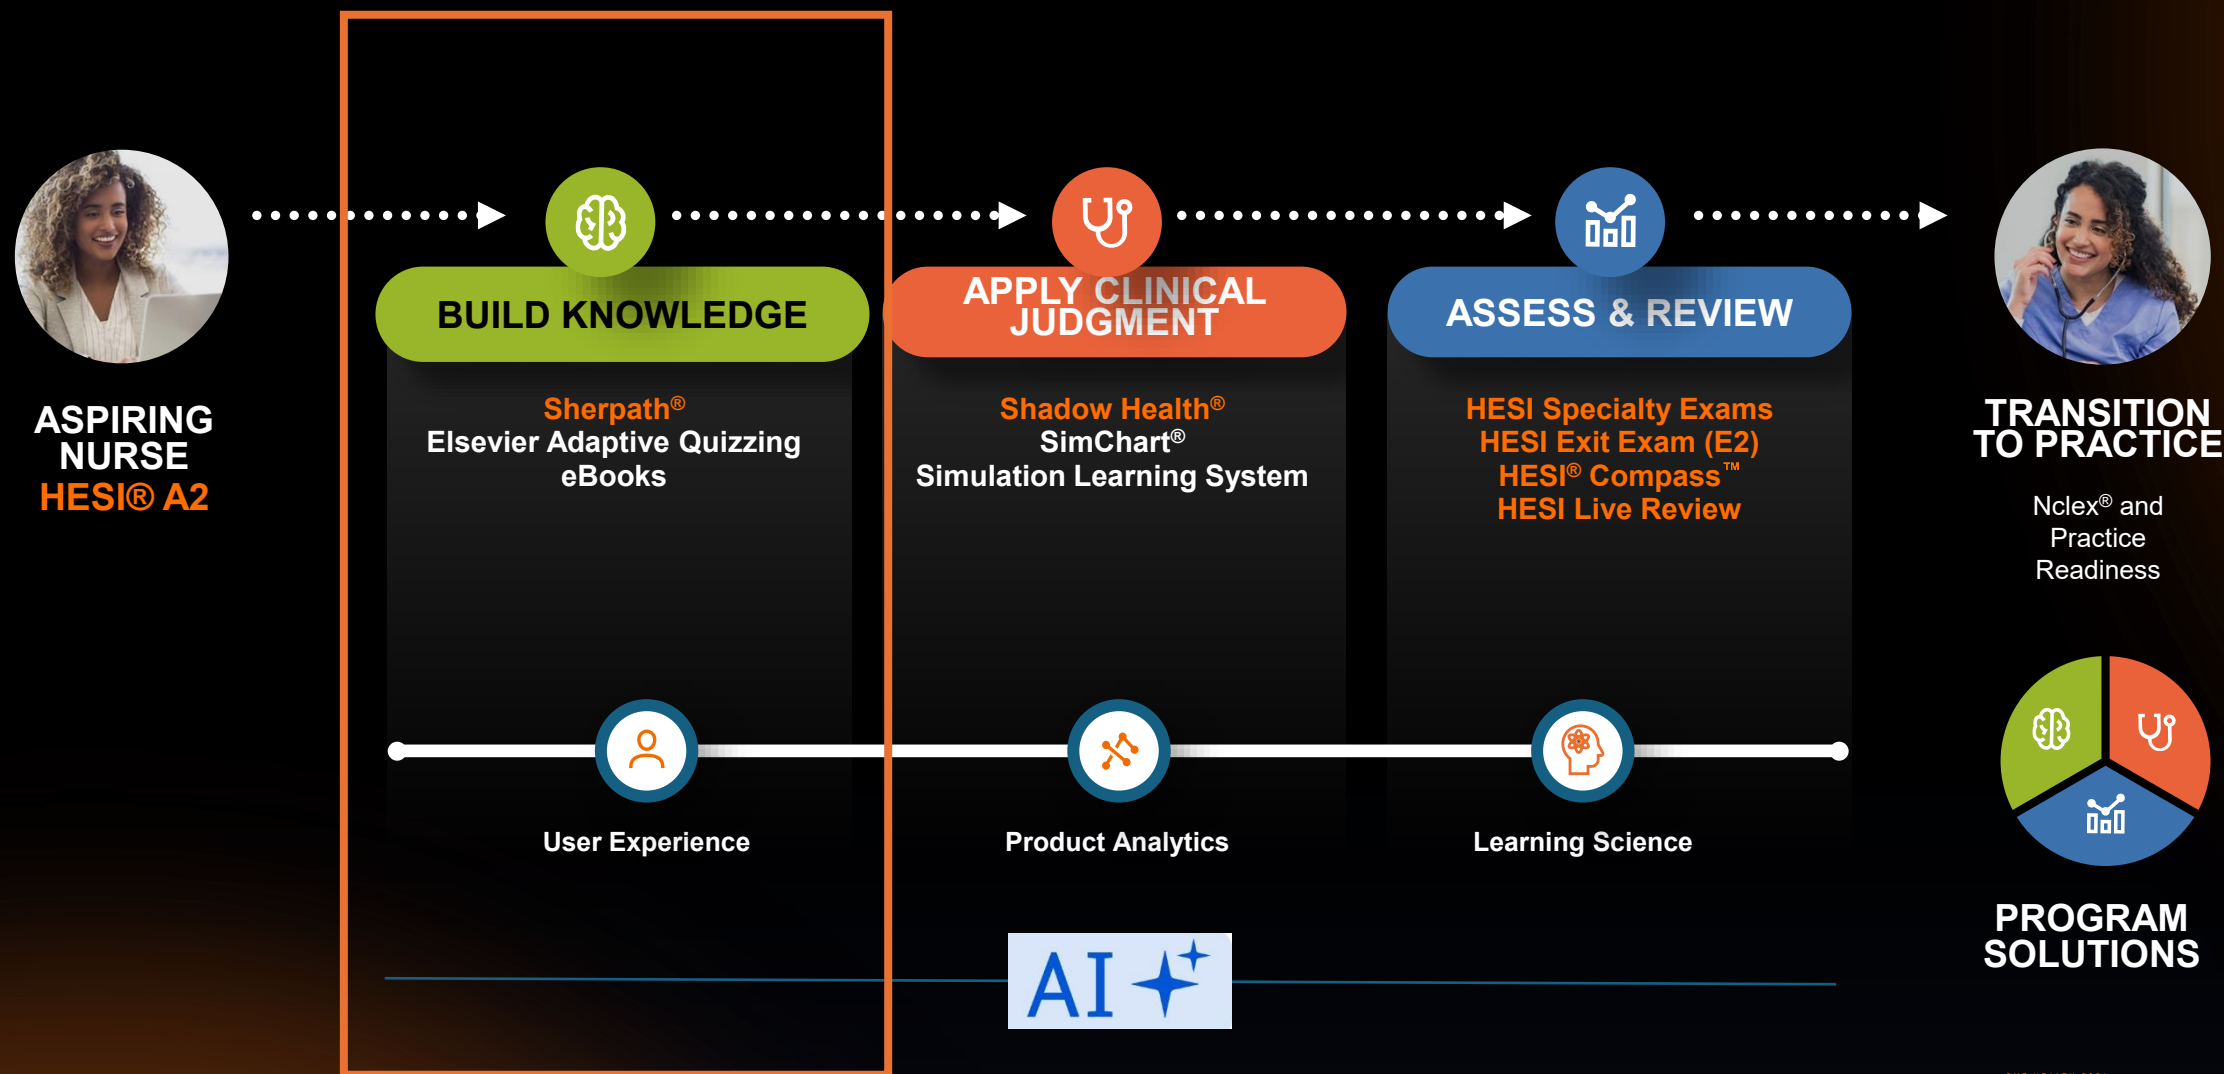 ASPIRING
NURSE
HESI® A2
BUILD KNOWLEDGE
Sherpath®
Elsevier Adaptive Quizzing
eBooks
APPLY CLINICAL
JUDGMENT
Shadow Health®
SimChart®
Simulation Learning System
ASSESS & REVIEW
HESI Specialty Exams
HESI Exit Exam (E2)
HESI® Compass™
HESI Live Review
TRANSITION
TO PRACTICE
Nclex® and
Practice
Readiness
User Experience
Product Analytics
Learning Science
AI
PROGRAM
SOLUTIONS